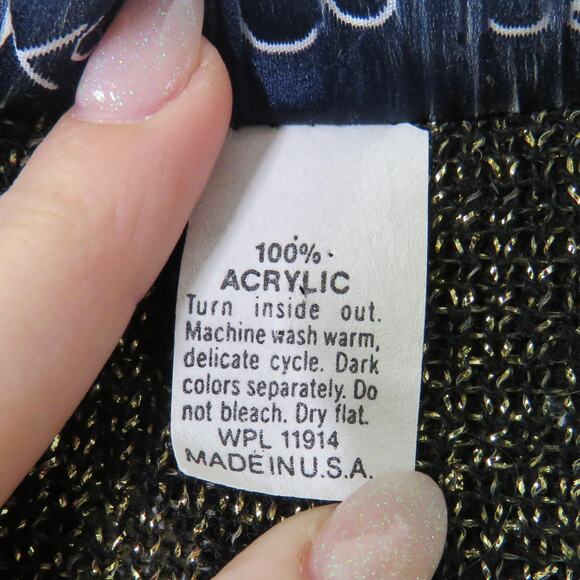 100%
ACRYLIC
Turn inside out.
Machine wash warm,
delicate cycle. Dark
colors separately. Do
not bleach. Dry flat.
WPL 11914
MADE IN U.S.A.